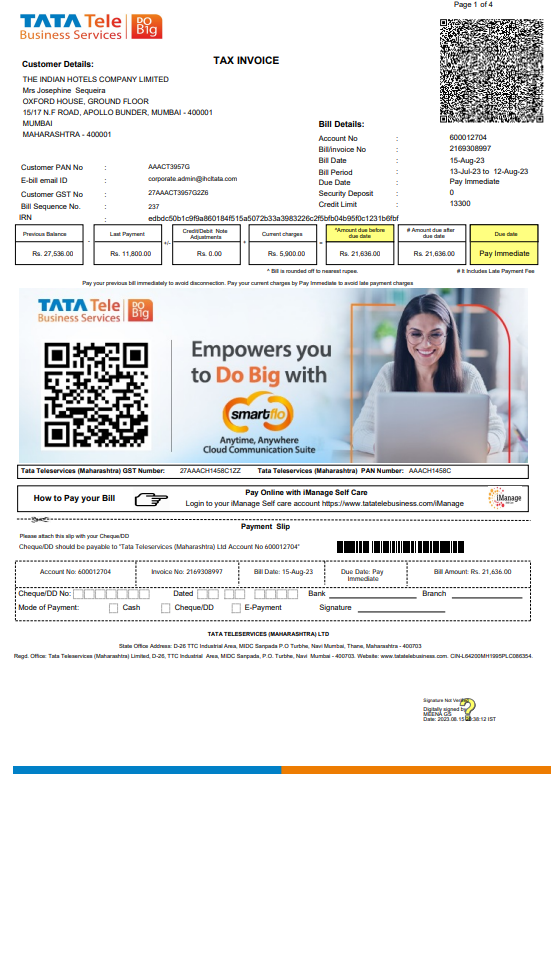 Page 1 of 4
TATA Tele Business Services DO BIG
TAX INVOICE
Customer Details:
THE INDIAN HOTELS COMPANY LIMITED
Mrs Josephine Sequeira
OXFORD HOUSE, GROUND FLOOR
15/17 N.F ROAD, APOLLO BUNDER, MUMBAI - 400001
MUMBAI
MAHARASHTRA - 400001
Bill Details:
Account No : 600012704
Bill/invoice No : 2169308997
Bill Date : 15-Aug-23
Bill Period : 13-Jul-23 to 12-Aug-23
Due Date : Pay Immediate
Security Deposit : 0
Credit Limit : 13300
Customer PAN No : AAACT3957G
E-bill email ID : corporate.admin@ihcltata.com
Customer GST No : 27AAACT3957G2Z6
Bill Sequence No. : 237
IRN : edbdc50b1c9f9a860184f515a5072b33a3983226c2f5bfb04b95f0c1231b6fbf
Previous Balance - Last Payment +/- Credit/Debit Note Adjustments + Current charges = *Amount due before due date # Amount due after due date Due date
Rs. 27,536.00 Rs. 11,800.00 Rs. 0.00 Rs. 5,900.00 Rs. 21,636.00 Rs. 21,636.00 Pay Immediate
^ Bill is rounded off to nearest rupee. # It Includes Late Payment Fee
Pay your previous bill immediately to avoid disconnection. Pay your current charges by Pay Immediate to avoid late payment charges
TATA Tele Business Services DO BIG
Empowers you
to Do Big with
smartflo
Anytime, Anywhere
Cloud Communication Suite
Tata Teleservices (Maharashtra) GST Number: 27AAACH1458C1ZZ Tata Teleservices (Maharashtra) PAN Number: AAACH1458C
How to Pay your Bill
Pay Online with iManage Self Care
Login to your iManage Self care account https://www.tatatelebusiness.com/iManage
iManage
Payment Slip
Please attach this slip with your Cheque/DD
Cheque/DD should be payable to "Tata Teleservices (Maharashtra) Ltd Account No 600012704"
Account No: 600012704 Invoice No: 2169308997 Bill Date: 15-Aug-23 Due Date: Pay Immediate Bill Amount: Rs. 21,636.00
Cheque/DD No: Dated Bank Branch
Mode of Payment: Cash Cheque/DD E-Payment Signature
TATA TELESERVICES (MAHARASHTRA) LTD
State Office Address: D-26 TTC Industrial Area, MIDC Sanpada P.O Turbhe, Navi Mumbai, Thane, Maharashtra - 400703
Regd. Office: Tata Teleservices (Maharashtra) Limited, D-26, TTC Industrial Area, MIDC Sanpada, P.O. Turbhe, Navi Mumbai - 400703. Website: www.tatatelebusiness.com. CIN-L64200MH1995PLC086354.
Signature Not Verified
Digitally signed by
MEENA GS
Date: 2023.08.15 IST